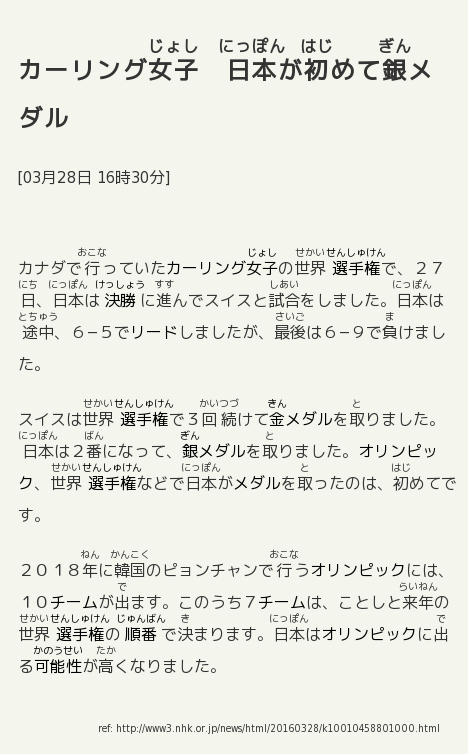 カーリング女子　日本が初めて銀メ
ダル
[03月28日 16時30分]
カナダで行っていたカーリング女子の世界選手権で、２７
日、日本は決勝に進んでスイスと試合をしました。日本は
途中、６−５でリードしましたが、最後は６−９で負けまし
た。
スイスは世界選手権で３回続けて金メダルを取りました。
日本は２番になって、銀メダルを取りました。オリンピッ
ク、世界選手権などで日本がメダルを取ったのは、初めてで
す。
２０１８年に韓国のピョンチャンで行うオリンピックには、
１０チームが出ます。このうち７チームは、ことしと来年の
世界選手権の順番で決まります。日本はオリンピックに出
る可能性が高くなりました。
ref: http://www3.nhk.or.jp/news/html/20160328/k10010458801000.html